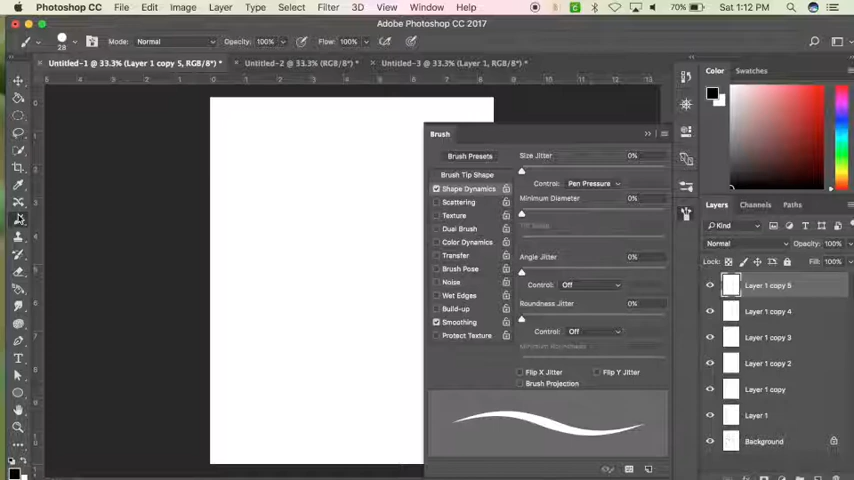 Photoshop CC File Edit Image Layer Type Select Filter 3D View Window Help 70% Sat 1:12 PM
Adobe Photoshop CC 2017
28 Mode: Normal Opacity: 100% Flow: 100%
Untitled-1 @ 33.3% (Layer 1 copy 5, RGB/8*) * Untitled-2 @ 33.3% (RGB/8*) * Untitled-3 @ 33.3% (Layer 1, RGB/8*) *
Color Swatches
Brush
Brush Presets
Brush Tip Shape
Shape Dynamics
Scattering
Texture
Dual Brush
Color Dynamics
Transfer
Brush Pose
Noise
Wet Edges
Build-up
Smoothing
Protect Texture
Size Jitter 0%
Control: Pen Pressure
Minimum Diameter 0%
Tilt Scale
Angle Jitter 0%
Control: Off
Roundness Jitter 0%
Control: Off
Minimum Roundness
Flip X Jitter Flip Y Jitter
Brush Projection
Layers Channels Paths
Kind
Normal Opacity: 100%
Lock: Fill: 100%
Layer 1 copy 5
Layer 1 copy 4
Layer 1 copy 3
Layer 1 copy 2
Layer 1 copy
Layer 1
Background